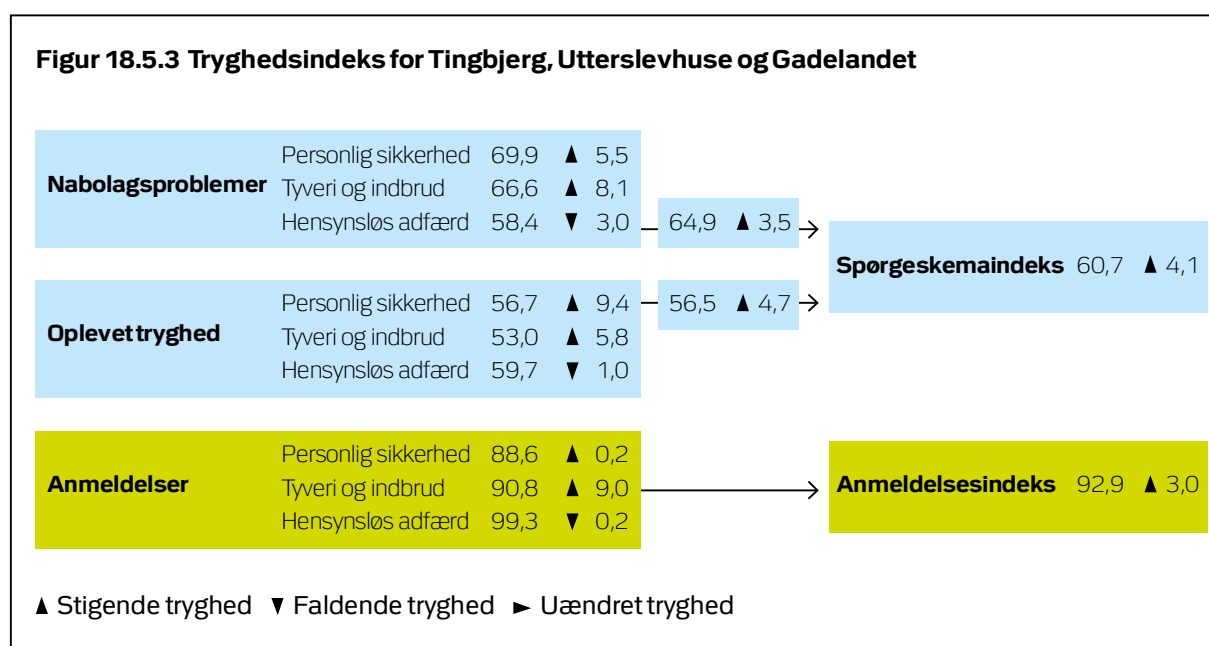 Figur 18.5.3 Tryghedsindeks for Tingbjerg, Utterslevhuse og Gadelandet
Nabolagsproblemer
Personlig sikkerhed 69,9 ▲ 5,5
Tyveri og indbrud 66,6 ▲ 8,1
Hensynsløs adfærd 58,4 ▼ 3,0
64,9 ▲ 3,5
Oplevet tryghed
Personlig sikkerhed 56,7 ▲ 9,4
Tyveri og indbrud 53,0 ▲ 5,8
Hensynsløs adfærd 59,7 ▼ 1,0
56,5 ▲ 4,7
Spørgeskemaindeks 60,7 ▲ 4,1
Anmeldelser
Personlig sikkerhed 88,6 ▲ 0,2
Tyveri og indbrud 90,8 ▲ 9,0
Hensynsløs adfærd 99,3 ▼ 0,2
Anmeldelsesindeks 92,9 ▲ 3,0
▲ Stigende tryghed ▼ Faldende tryghed ► Uændret tryghed